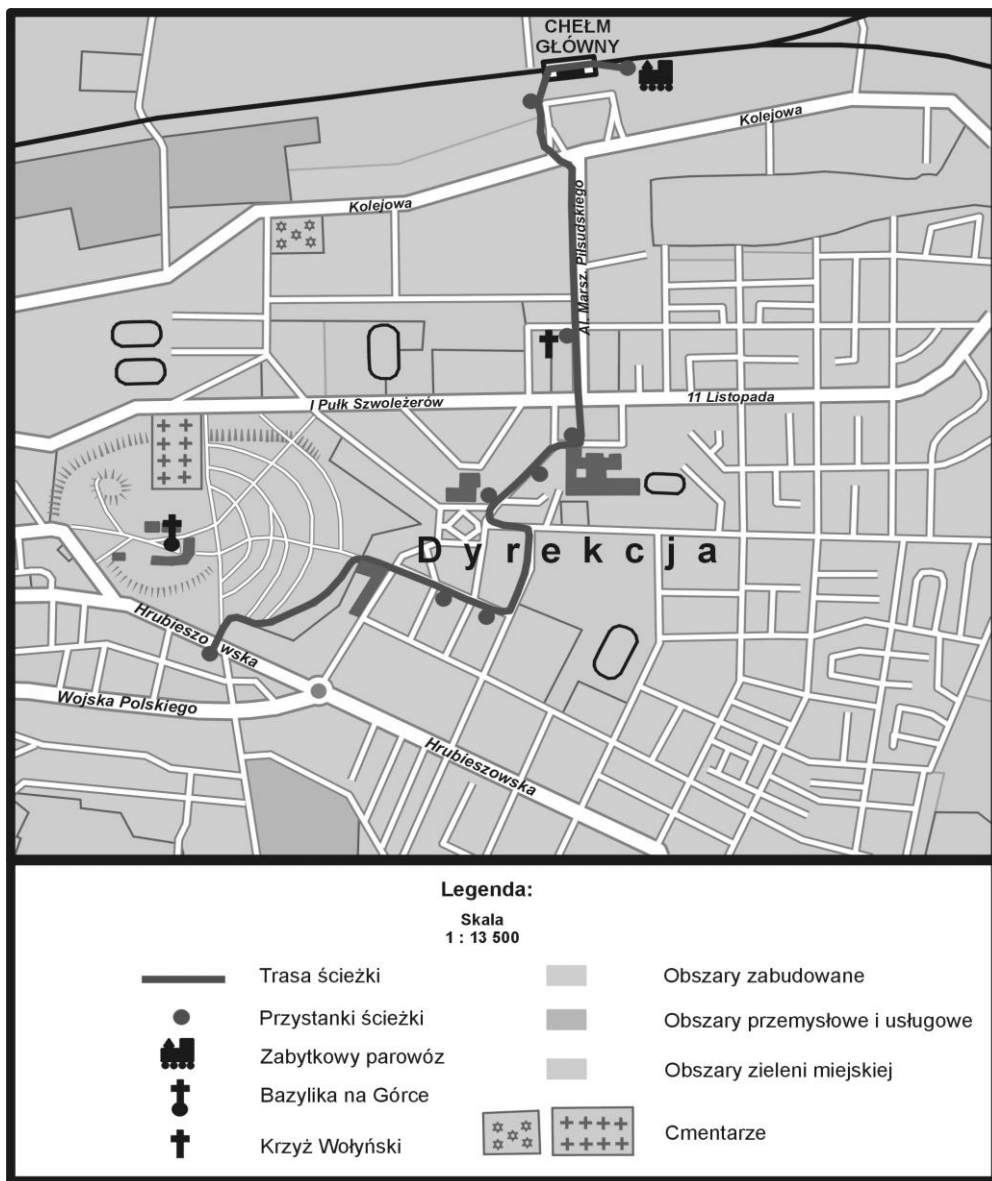 CHEŁM
GŁÓWNY
Kolejowa
Kolejowa
Al. Marsz. Piłsudskiego
I Pułk Szwoleżerów
11 Listopada
Dyrekcja
Hrubieszowska
Wojska Polskiego
Hrubieszowska
Legenda:
Skala
1 : 13 500
Trasa ścieżki
Przystanki ścieżki
Zabytkowy parowóz
Bazylika na Górce
Krzyż Wołyński
Obszary zabudowane
Obszary przemysłowe i usługowe
Obszary zieleni miejskiej
Cmentarze